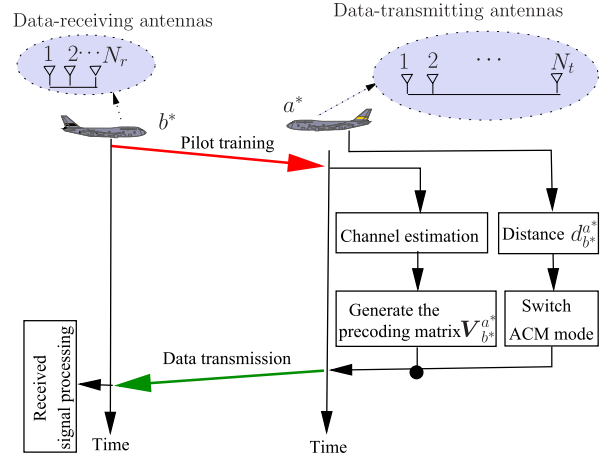 Data-receiving antennas
Data-transmitting antennas
1 2 ··· N_r
1 2 ··· N_t
b*
a*
Pilot training
Channel estimation
Distance d_{b*}^{a*}
Generate the
precoding matrix V_{b*}^{a*}
Switch
ACM mode
Data transmission
Received
signal processing
Time
Time